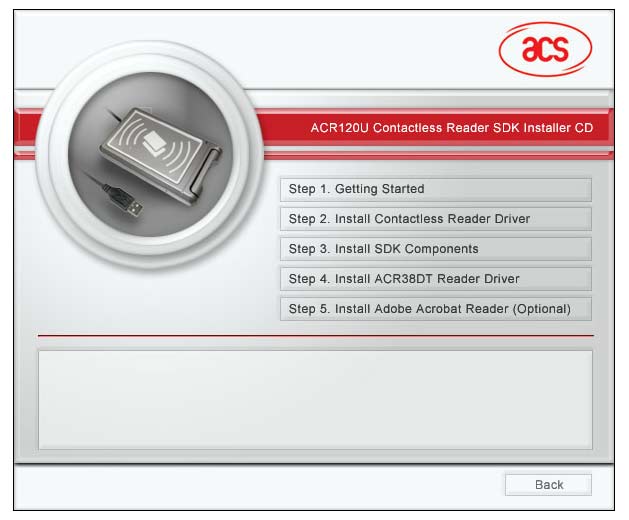 acs
ACR120U Contactless Reader SDK Installer CD
Step 1. Getting Started
Step 2. Install Contactless Reader Driver
Step 3. Install SDK Components
Step 4. Install ACR38DT Reader Driver
Step 5. Install Adobe Acrobat Reader (Optional)
Back